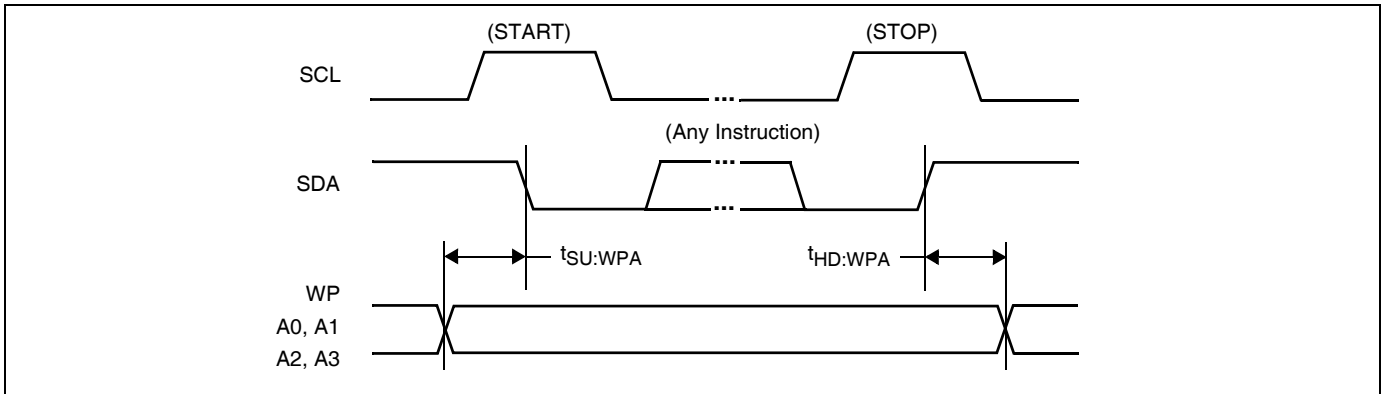 (START)
(STOP)
SCL
...
(Any Instruction)
...
SDA
...
tSU:WPA
tHD:WPA
WP
A0, A1
A2, A3